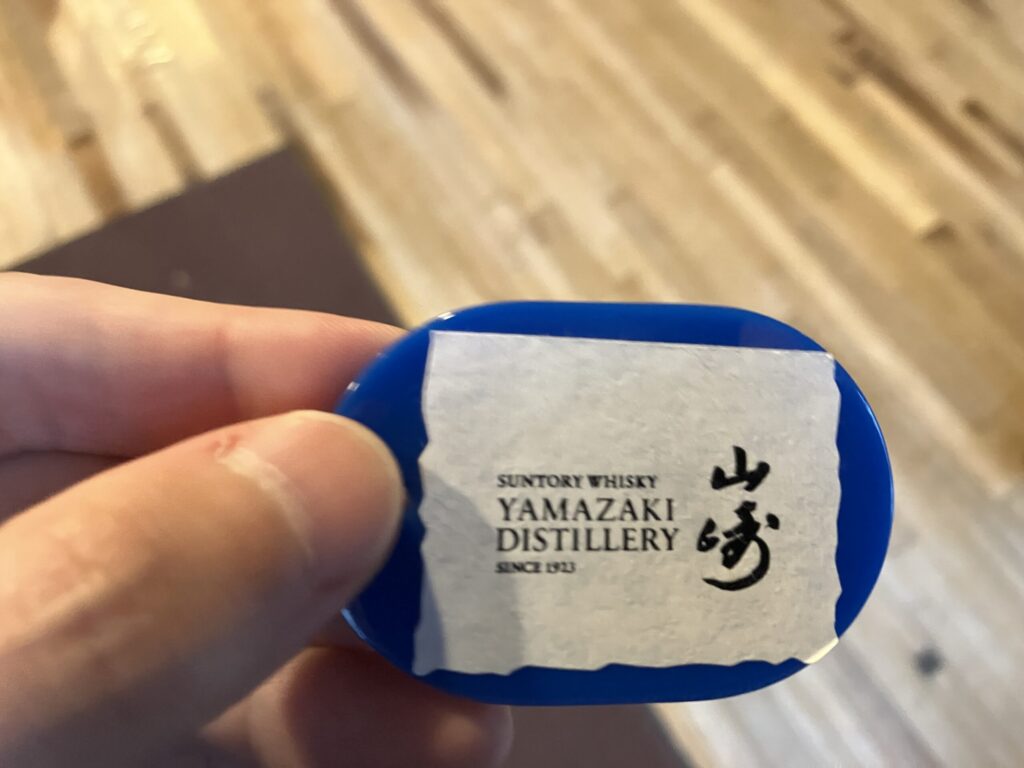 SUNTORY WHISKY
YAMAZAKI
DISTILLERY
SINCE 1923
山崎